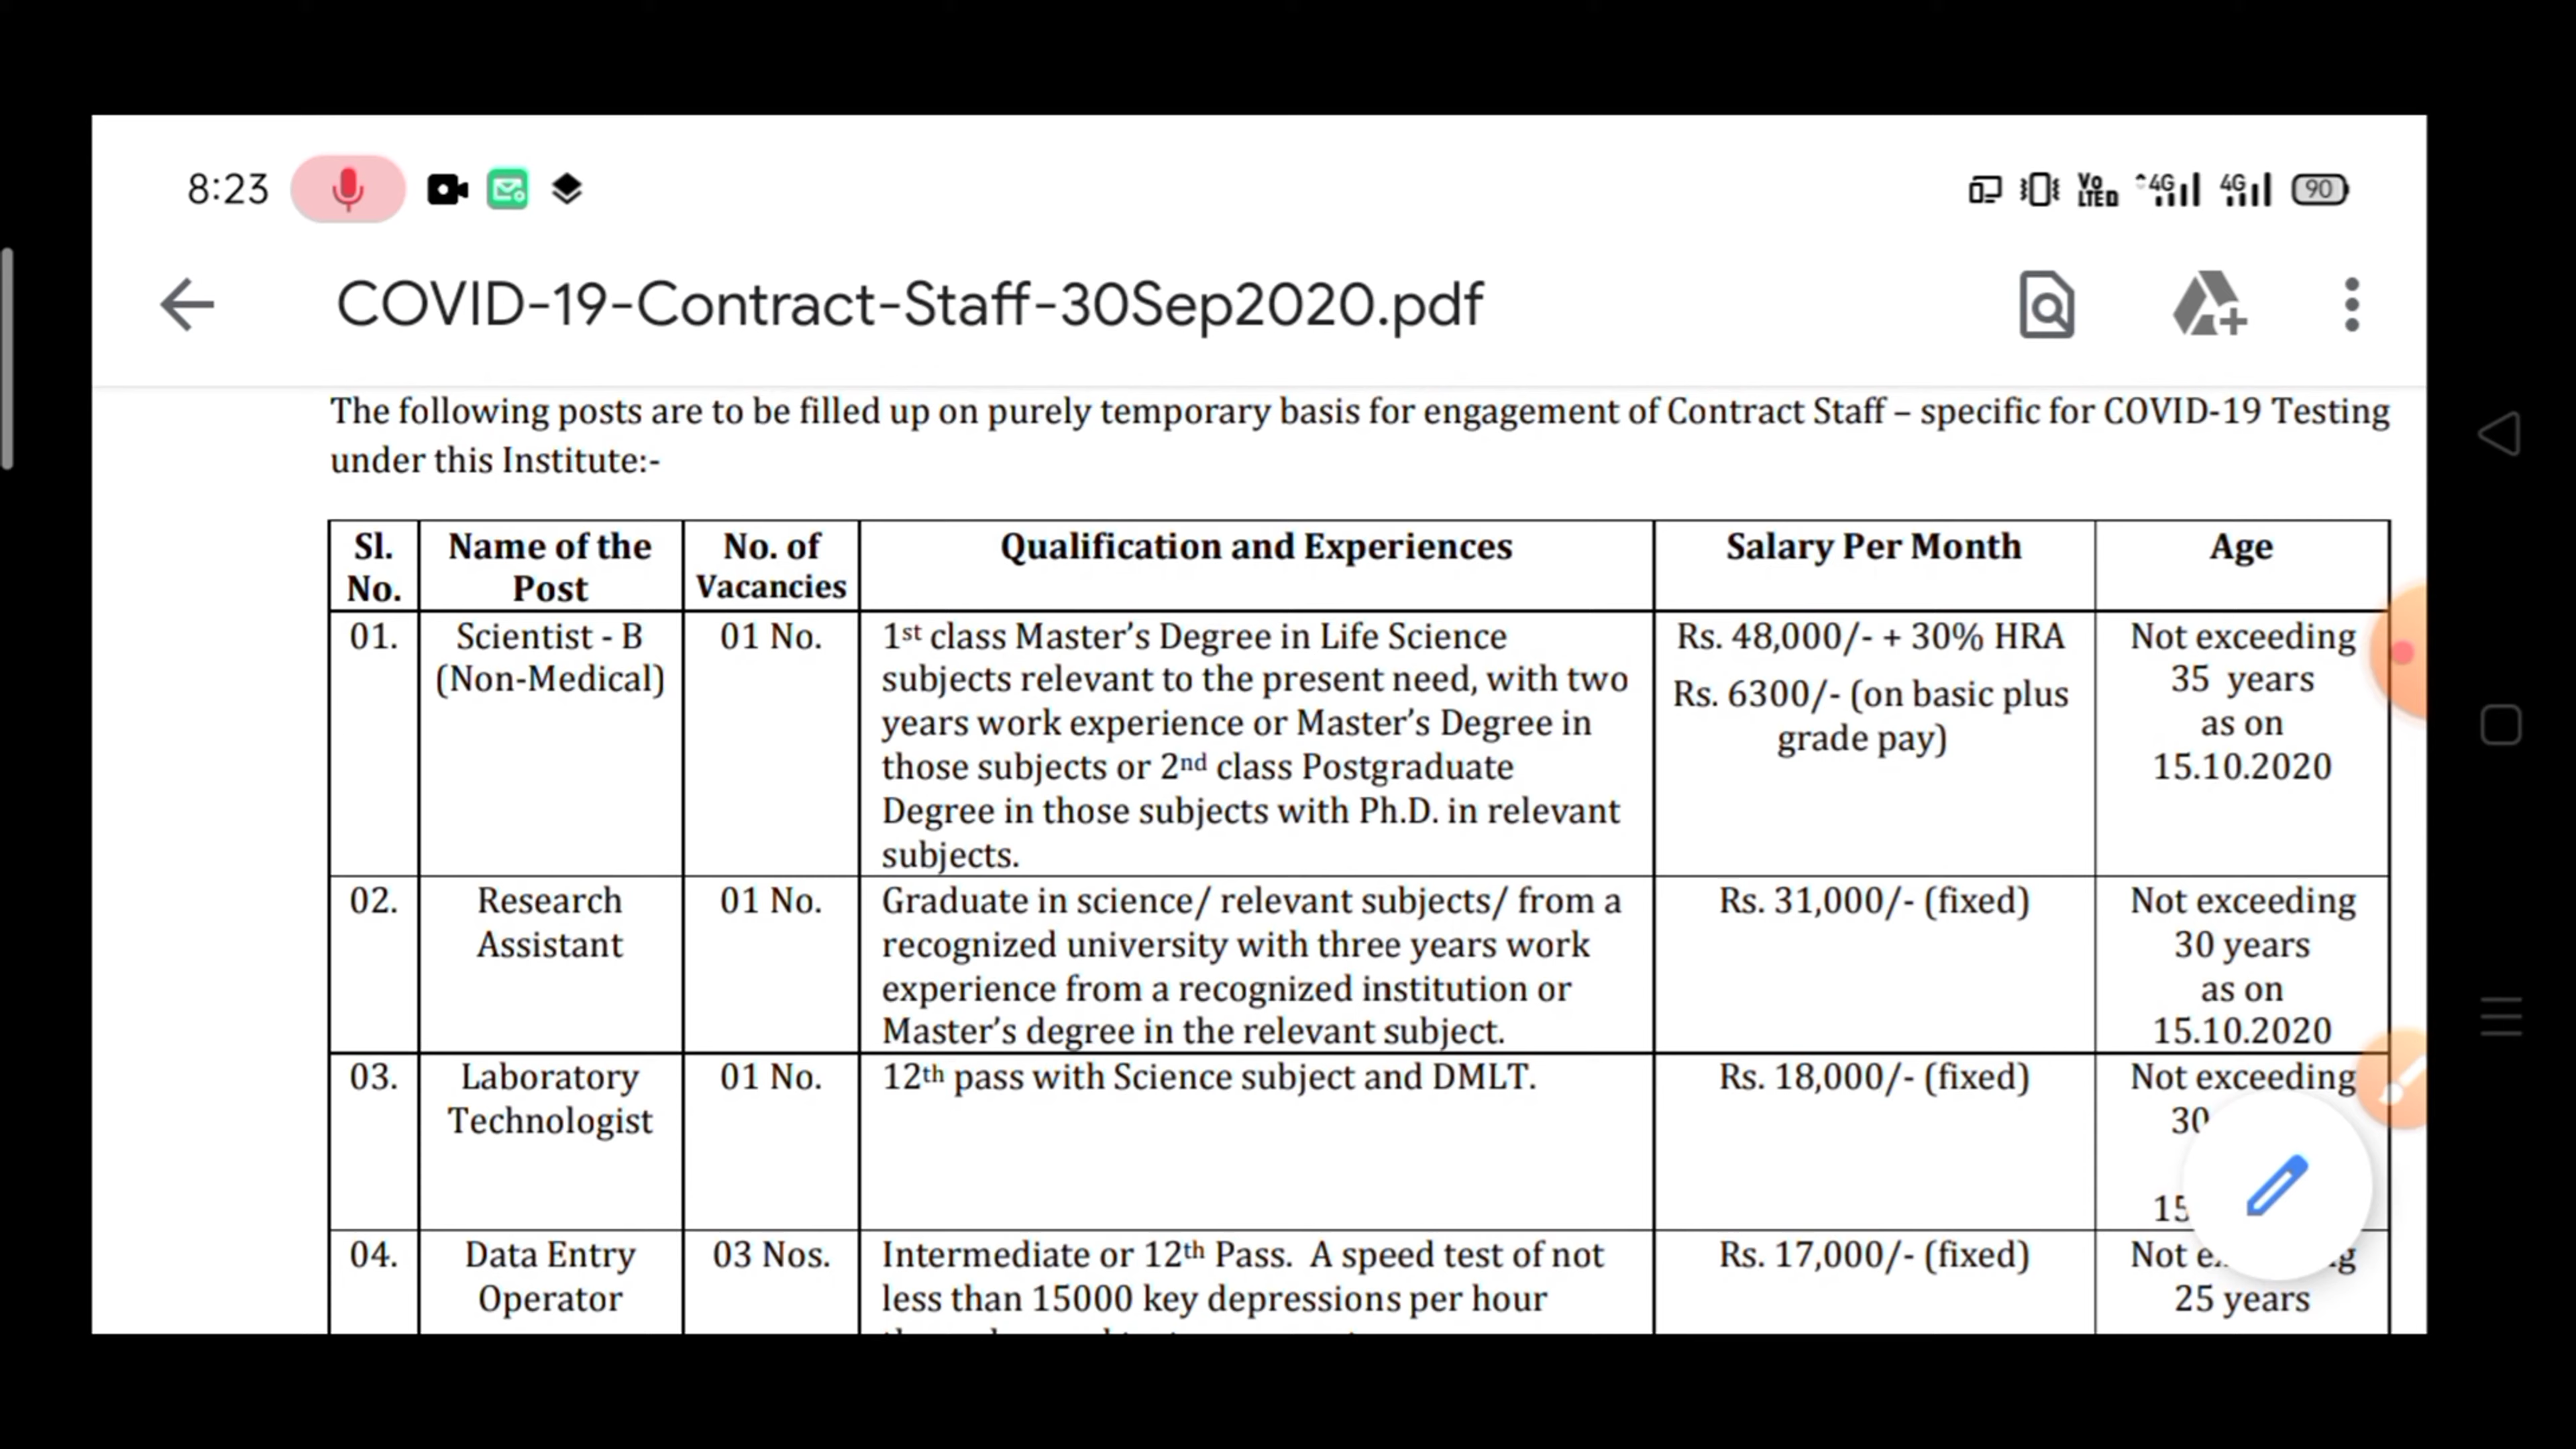 8:23
Vo LTE 4G 4G 90
COVID-19-Contract-Staff-30Sep2020.pdf
The following posts are to be filled up on purely temporary basis for engagement of Contract Staff – specific for COVID-19 Testing
under this Institute:-
Sl. No. Name of the Post No. of Vacancies Qualification and Experiences Salary Per Month Age
01. Scientist - B (Non-Medical) 01 No.
1st class Master's Degree in Life Science
subjects relevant to the present need, with two
years work experience or Master's Degree in
those subjects or 2nd class Postgraduate
Degree in those subjects with Ph.D. in relevant
subjects.
Rs. 48,000/- + 30% HRA
Rs. 6300/- (on basic plus
grade pay)
Not exceeding
35 years
as on
15.10.2020
02. Research Assistant 01 No.
Graduate in science/ relevant subjects/ from a
recognized university with three years work
experience from a recognized institution or
Master's degree in the relevant subject.
Rs. 31,000/- (fixed)
Not exceeding
30 years
as on
15.10.2020
03. Laboratory Technologist 01 No.
12th pass with Science subject and DMLT.
Rs. 18,000/- (fixed)
Not exceeding
30
15
04. Data Entry Operator 03 Nos.
Intermediate or 12th Pass. A speed test of not
less than 15000 key depressions per hour
Rs. 17,000/- (fixed)
Not
25 years